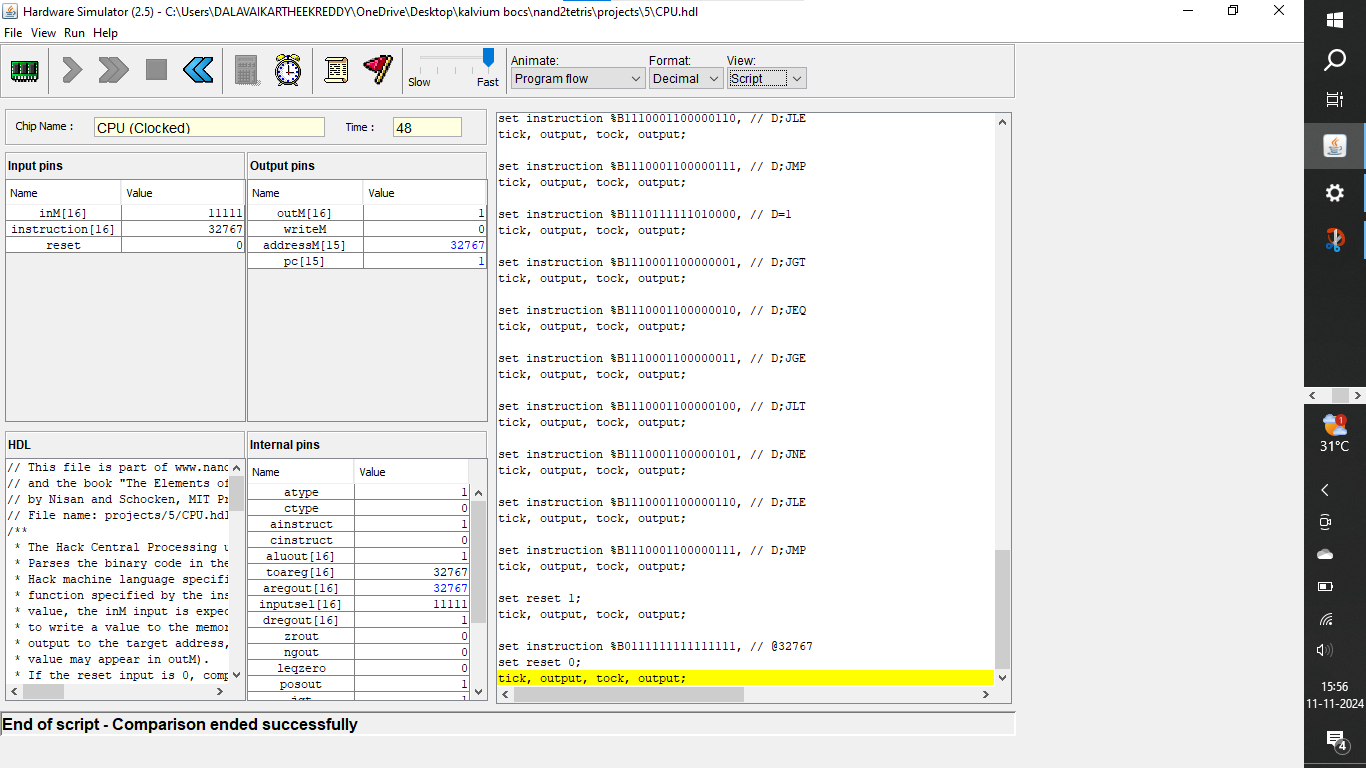 Hardware Simulator (2.5) - C:\Users\DALAVAIKARTHEEKREDDY\OneDrive\Desktop\kalvium bocs\nand2tetris\projects\5\CPU.hdl
File View Run Help
Slow Fast
Animate: Format: View:
Program flow Decimal Script
Chip Name : CPU (Clocked) Time : 48
Input pins
Name Value
inM[16] 11111
instruction[16] 32767
reset 0
Output pins
Name Value
outM[16] 1
writeM 0
addressM[15] 32767
pc[15] 1
HDL
// This file is part of www.nand
// and the book "The Elements of
// by Nisan and Schocken, MIT Pr
// File name: projects/5/CPU.hdl
/**
* The Hack Central Processing u
* Parses the binary code in the
* Hack machine language specifi
* function specified by the ins
* value, the inM input is expec
* to write a value to the memor
* output to the target address,
* value may appear in outM).
* If the reset input is 0, comp
Internal pins
Name Value
atype 1
ctype 0
ainstruct 1
cinstruct 0
aluout[16] 1
toareg[16] 32767
aregout[16] 32767
inputsel[16] 11111
dregout[16] 1
zrout 0
ngout 0
leqzero 0
posout 1
jgt 1
set instruction %B1110001100000110, // D;JLE
tick, output, tock, output;
set instruction %B1110001100000111, // D;JMP
tick, output, tock, output;
set instruction %B1110111111010000, // D=1
tick, output, tock, output;
set instruction %B1110001100000001, // D;JGT
tick, output, tock, output;
set instruction %B1110001100000010, // D;JEQ
tick, output, tock, output;
set instruction %B1110001100000011, // D;JGE
tick, output, tock, output;
set instruction %B1110001100000100, // D;JLT
tick, output, tock, output;
set instruction %B1110001100000101, // D;JNE
tick, output, tock, output;
set instruction %B1110001100000110, // D;JLE
tick, output, tock, output;
set instruction %B1110001100000111, // D;JMP
tick, output, tock, output;
set reset 1;
tick, output, tock, output;
set instruction %B0111111111111111, // @32767
set reset 0;
tick, output, tock, output;
End of script - Comparison ended successfully
1
31°C
15:56
11-11-2024
4